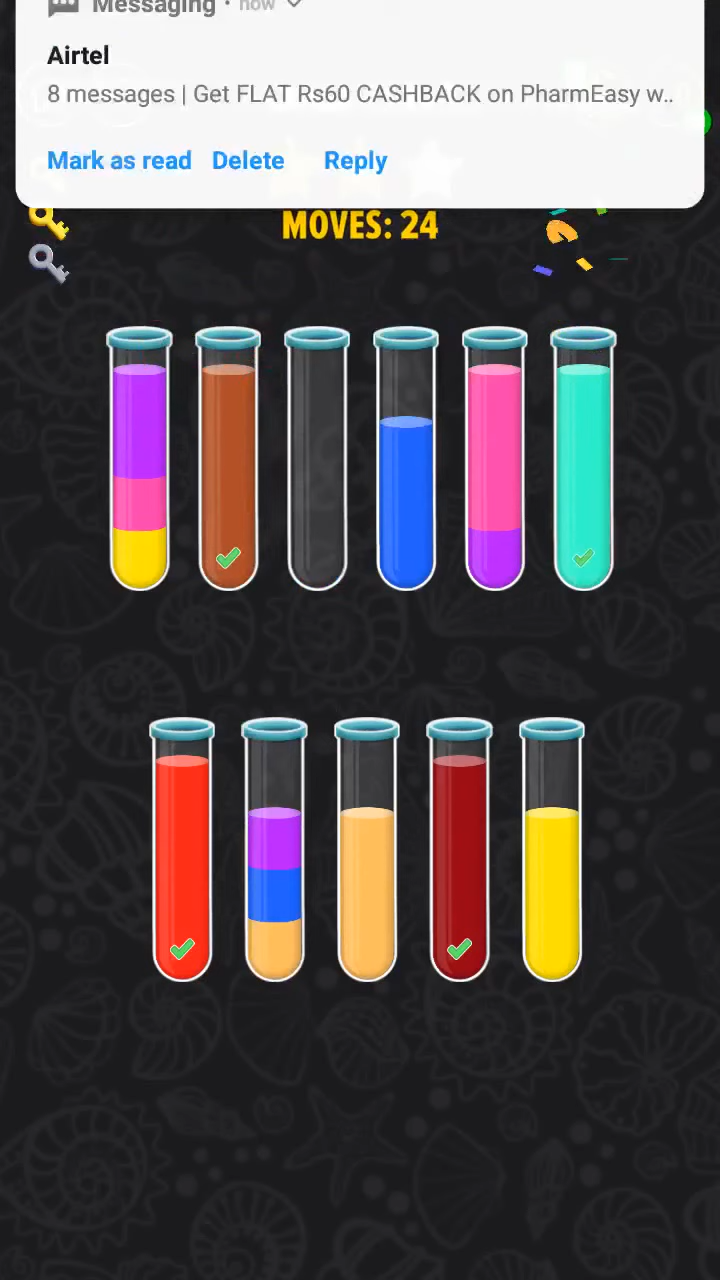 Messaging • now
Airtel
8 messages | Get FLAT Rs60 CASHBACK on PharmEasy w..
Mark as read Delete Reply
MOVES: 24